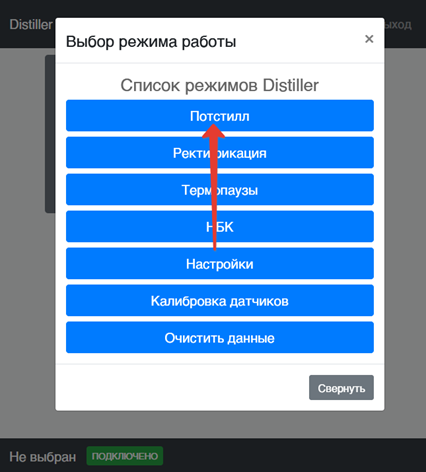 Distiller
ыход
Выбор режима работы
×
Список режимов Distiller
Потстилл
Ректификация
Термопаузы
НБК
Настройки
Калибровка датчиков
Очистить данные
Свернуть
Не выбран ПОДКЛЮЧЕНО